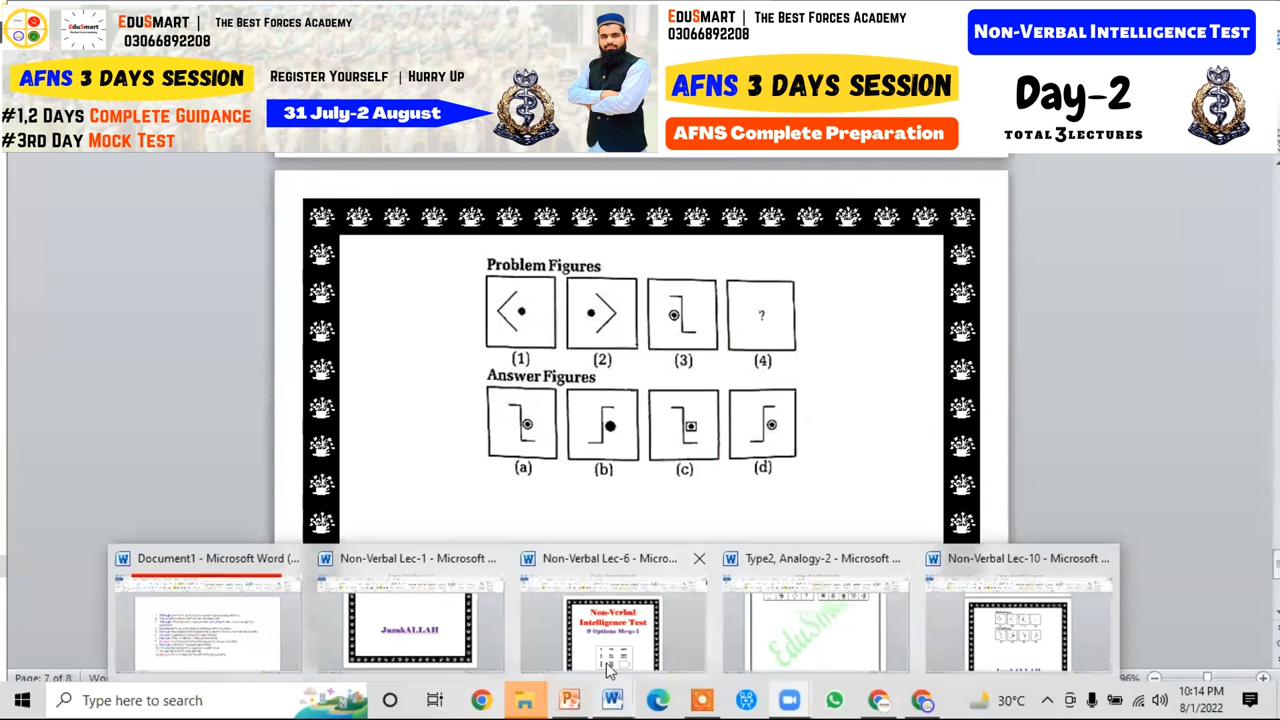 EduSmart | The Best Forces Academy
03066892208
AFNS 3 DAYS SESSION
Register Yourself | Hurry Up
31 July-2 August
#1,2 Days Complete Guidance
#3rd Day Mock Test
EduSmart | The Best Forces Academy
03066892208
AFNS 3 DAYS SESSION
AFNS Complete Preparation
Non-Verbal Intelligence Test
Day-2
Total 3 Lectures
Problem Figures
?
(1) (2) (3) (4)
Answer Figures
(a) (b) (c) (d)
Document1 - Microsoft Word (...
Non-Verbal Lec-1 - Microsoft ...
Non-Verbal Lec-6 - Micro...
Type2, Analogy-2 - Microsoft ...
Non-Verbal Lec-10 - Microsoft ...
JazakALLAH
Non-Verbal
Intelligence Test
Page: 7 of 8
96%
Type here to search
30°C
10:14 PM
8/1/2022